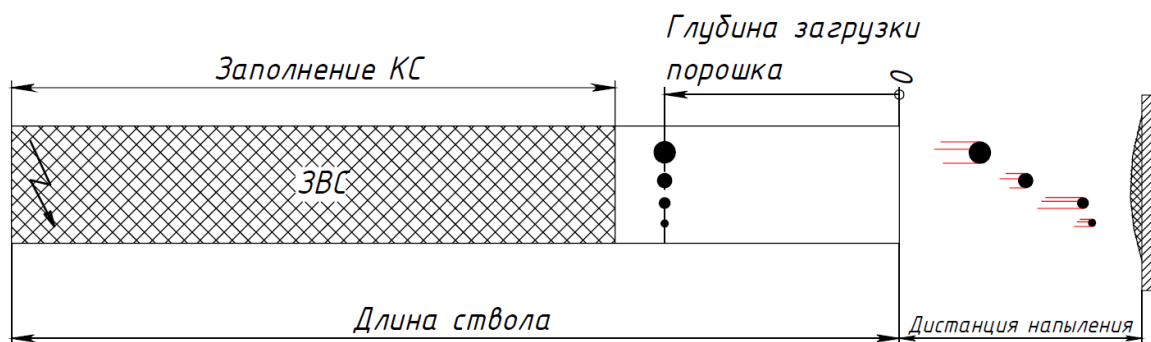 Глубина загрузки
порошка
Заполнение КС
0
ЗВС
Длина ствола
Дистанция напыления